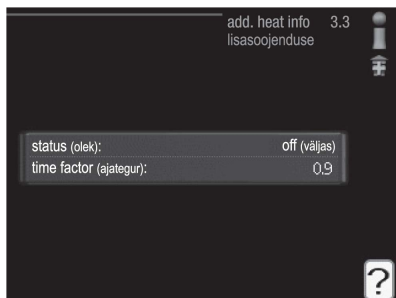 add. heat info 3.3
lisasoojenduse
status (olek): off (väljas)
time factor (ajategur): 0.9
?